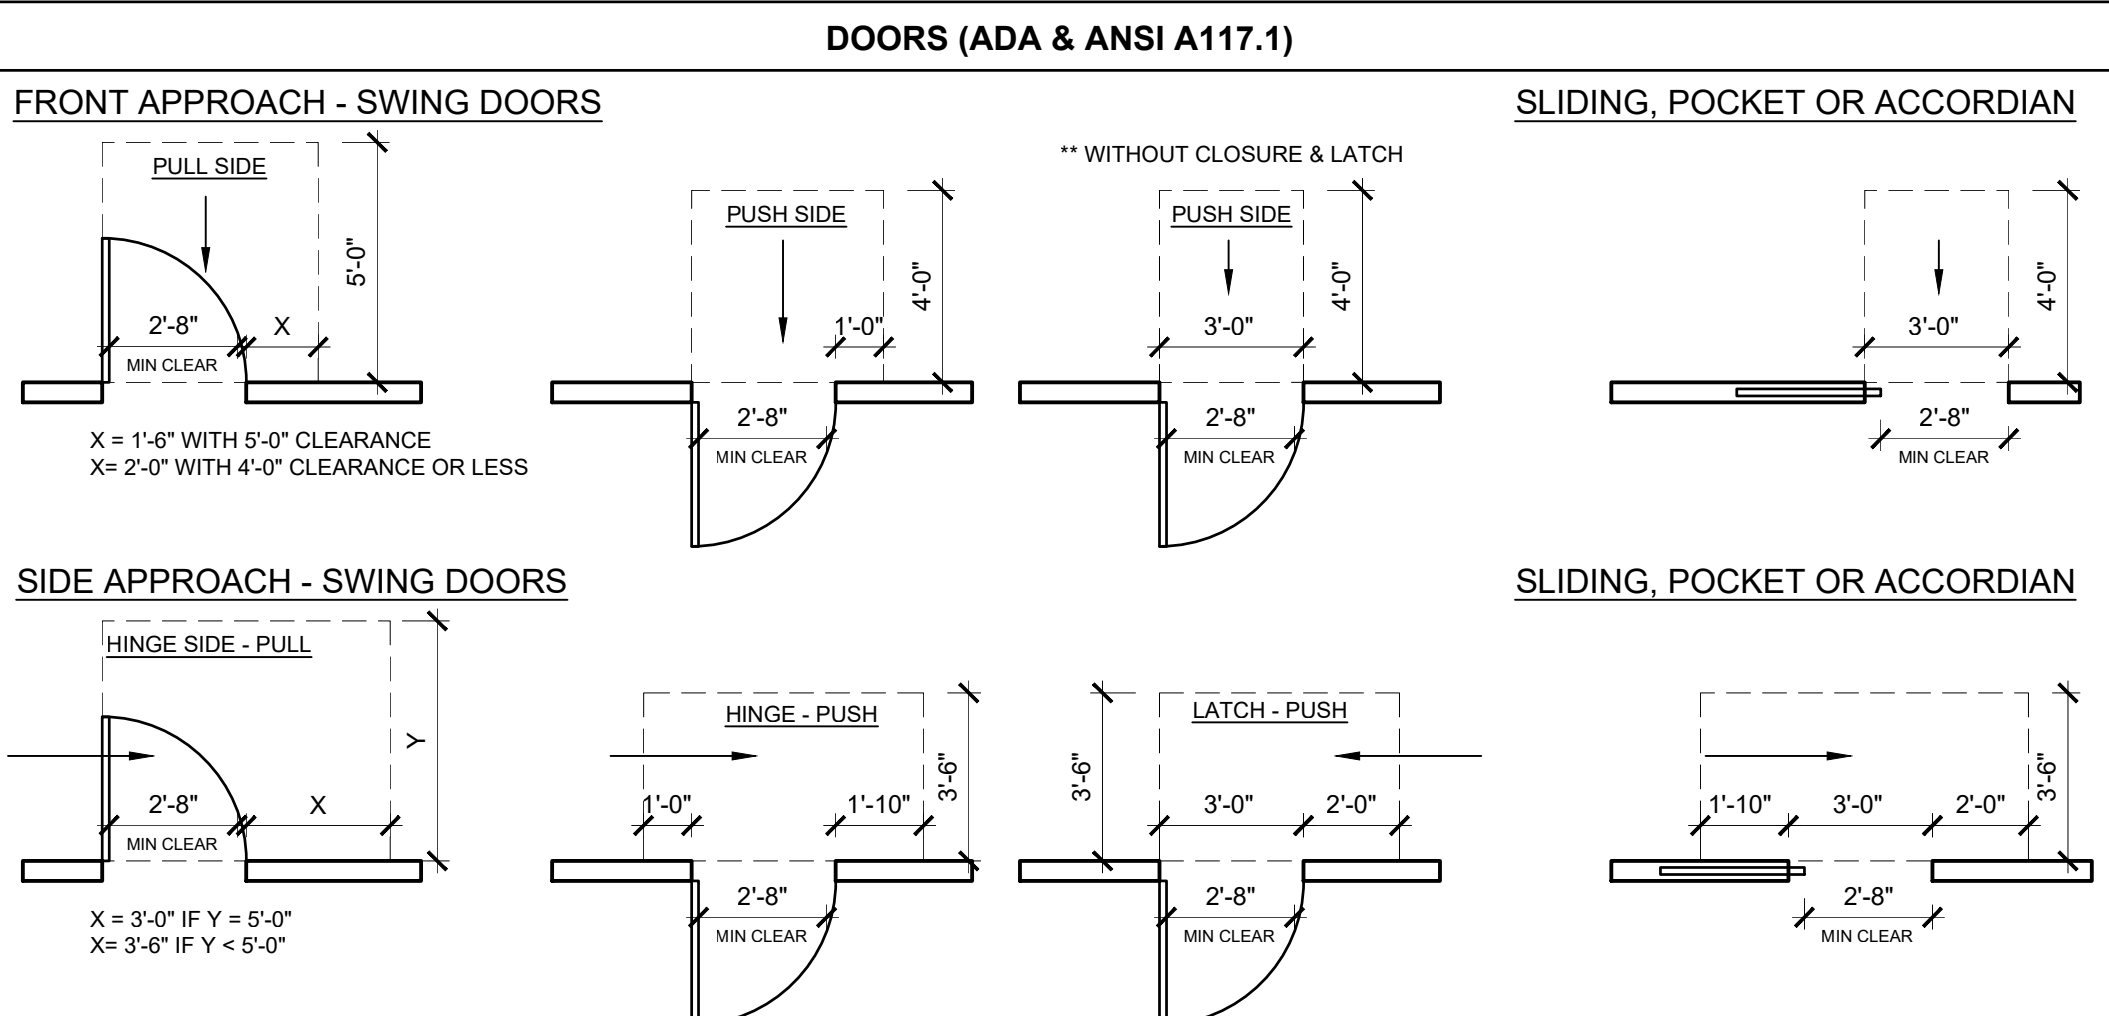 DOORS (ADA & ANSI A117.1)
FRONT APPROACH - SWING DOORS
SLIDING, POCKET OR ACCORDIAN
PULL SIDE
5'-0"
2'-8"
X
MIN CLEAR
X = 1'-6" WITH 5'-0" CLEARANCE
X= 2'-0" WITH 4'-0" CLEARANCE OR LESS
PUSH SIDE
4'-0"
1'-0"
2'-8"
MIN CLEAR
** WITHOUT CLOSURE & LATCH
PUSH SIDE
4'-0"
3'-0"
2'-8"
MIN CLEAR
4'-0"
3'-0"
2'-8"
MIN CLEAR
SIDE APPROACH - SWING DOORS
SLIDING, POCKET OR ACCORDIAN
HINGE SIDE - PULL
Y
2'-8"
X
MIN CLEAR
X = 3'-0" IF Y = 5'-0"
X= 3'-6" IF Y < 5'-0"
HINGE - PUSH
3'-6"
1'-0"
1'-10"
2'-8"
MIN CLEAR
LATCH - PUSH
3'-6"
3'-0"
2'-0"
2'-8"
MIN CLEAR
3'-6"
1'-10"
3'-0"
2'-0"
2'-8"
MIN CLEAR